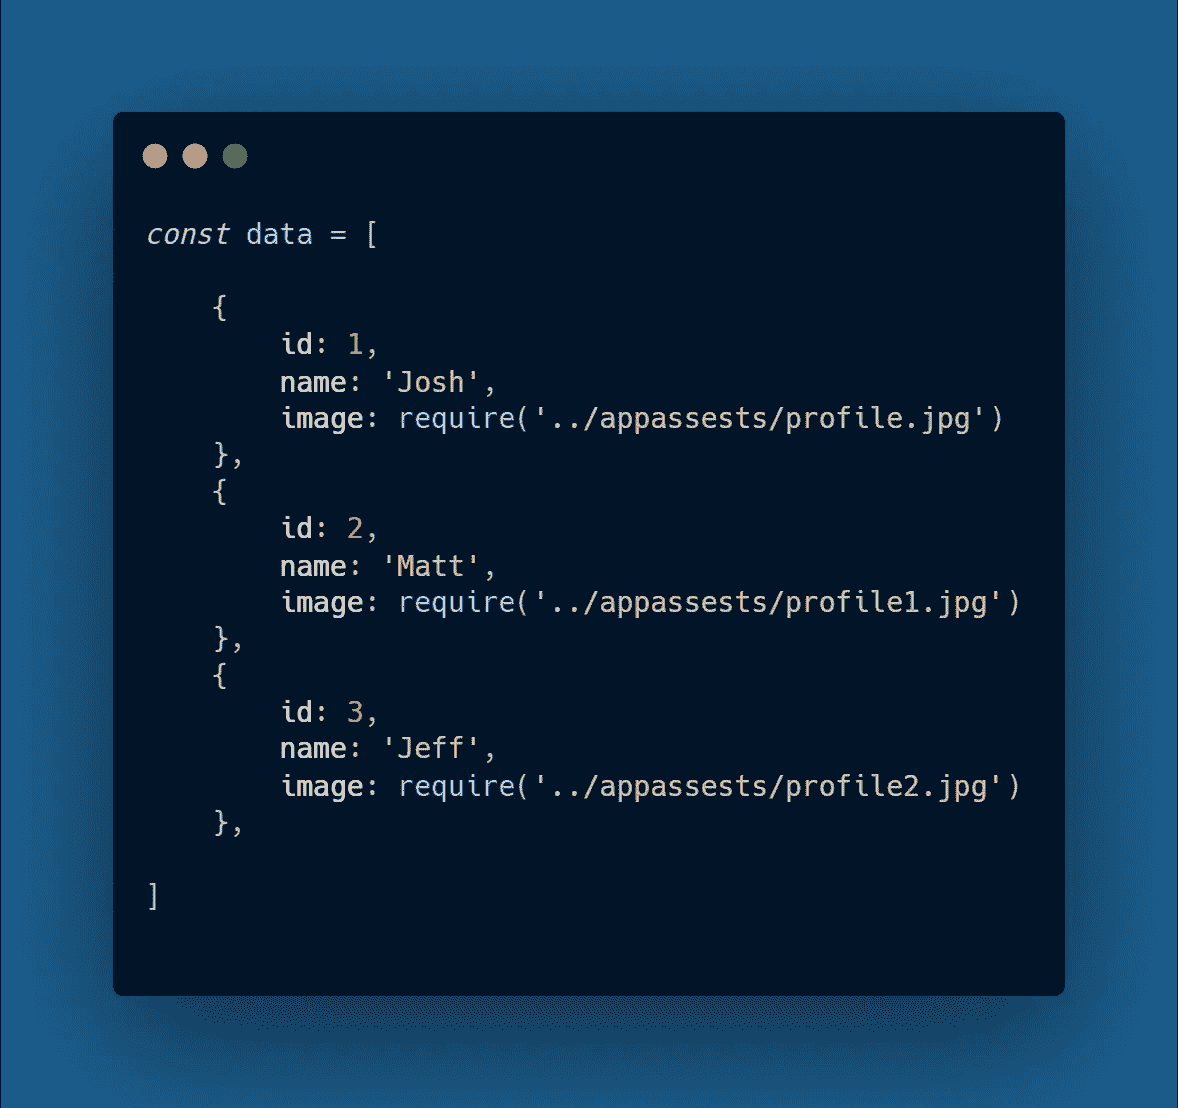 const data = [
    {
        id: 1,
        name: 'Josh',
        image: require('../appassests/profile.jpg')
    },
    {
        id: 2,
        name: 'Matt',
        image: require('../appassests/profile1.jpg')
    },
    {
        id: 3,
        name: 'Jeff',
        image: require('../appassests/profile2.jpg')
    },
]